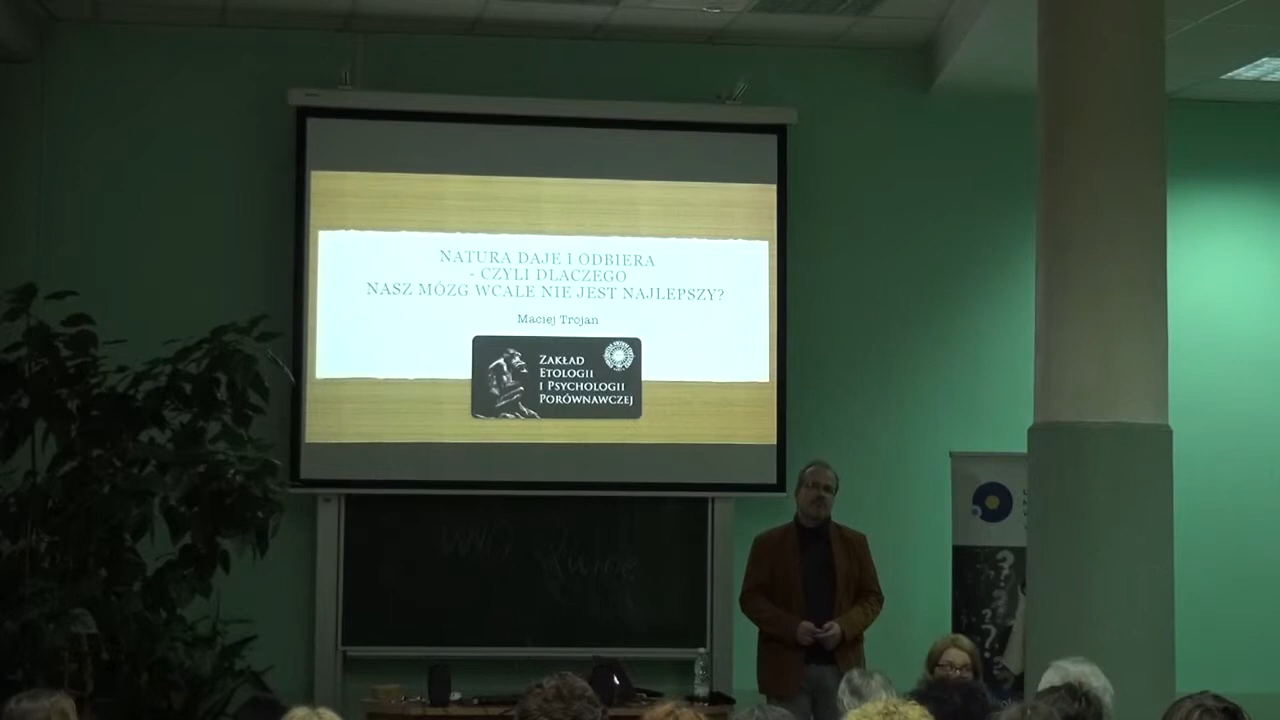 NATURA DAJE I ODBIERA
- CZYLI DLACZEGO
NASZ MÓZG WCALE NIE JEST NAJLEPSZY?
Maciej Trojan
ZAKŁAD
ETOLOGII
I PSYCHOLOGII
PORÓWNAWCZEJ